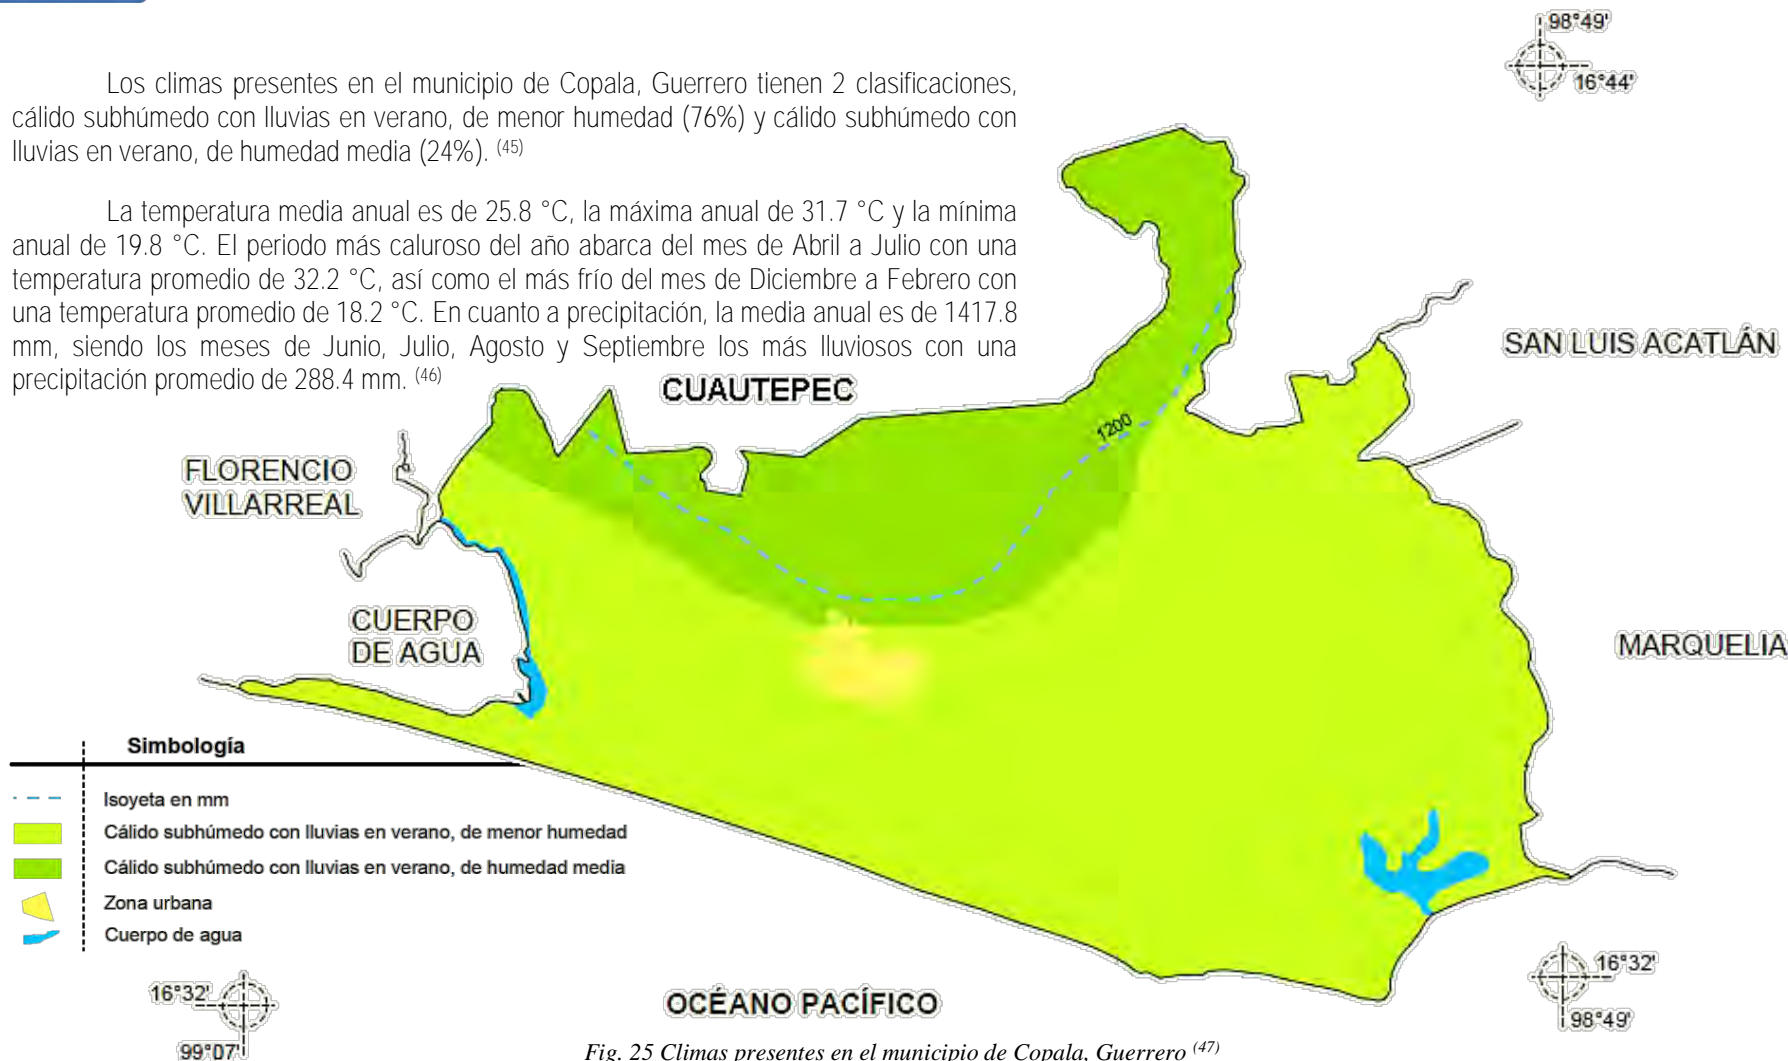 98°49'
16°44'
Los climas presentes en el municipio de Copala, Guerrero tienen 2 clasificaciones,
cálido subhúmedo con lluvias en verano, de menor humedad (76%) y cálido subhúmedo con
lluvias en verano, de humedad media (24%). (45)
La temperatura media anual es de 25.8 °C, la máxima anual de 31.7 °C y la mínima
anual de 19.8 °C. El periodo más caluroso del año abarca del mes de Abril a Julio con una
temperatura promedio de 32.2 °C, así como el más frío del mes de Diciembre a Febrero con
una temperatura promedio de 18.2 °C. En cuanto a precipitación, la media anual es de 1417.8
mm, siendo los meses de Junio, Julio, Agosto y Septiembre los más lluviosos con una
precipitación promedio de 288.4 mm. (46)
SAN LUIS ACATLÁN
CUAUTEPEC
1200
FLORENCIO
VILLARREAL
CUERPO
DE AGUA
MARQUELIA
Simbología
Isoyeta en mm
Cálido subhúmedo con lluvias en verano, de menor humedad
Cálido subhúmedo con lluvias en verano, de humedad media
Zona urbana
Cuerpo de agua
16°32'
99°07'
OCÉANO PACÍFICO
16°32'
98°49'
Fig. 25 Climas presentes en el municipio de Copala, Guerrero (47)